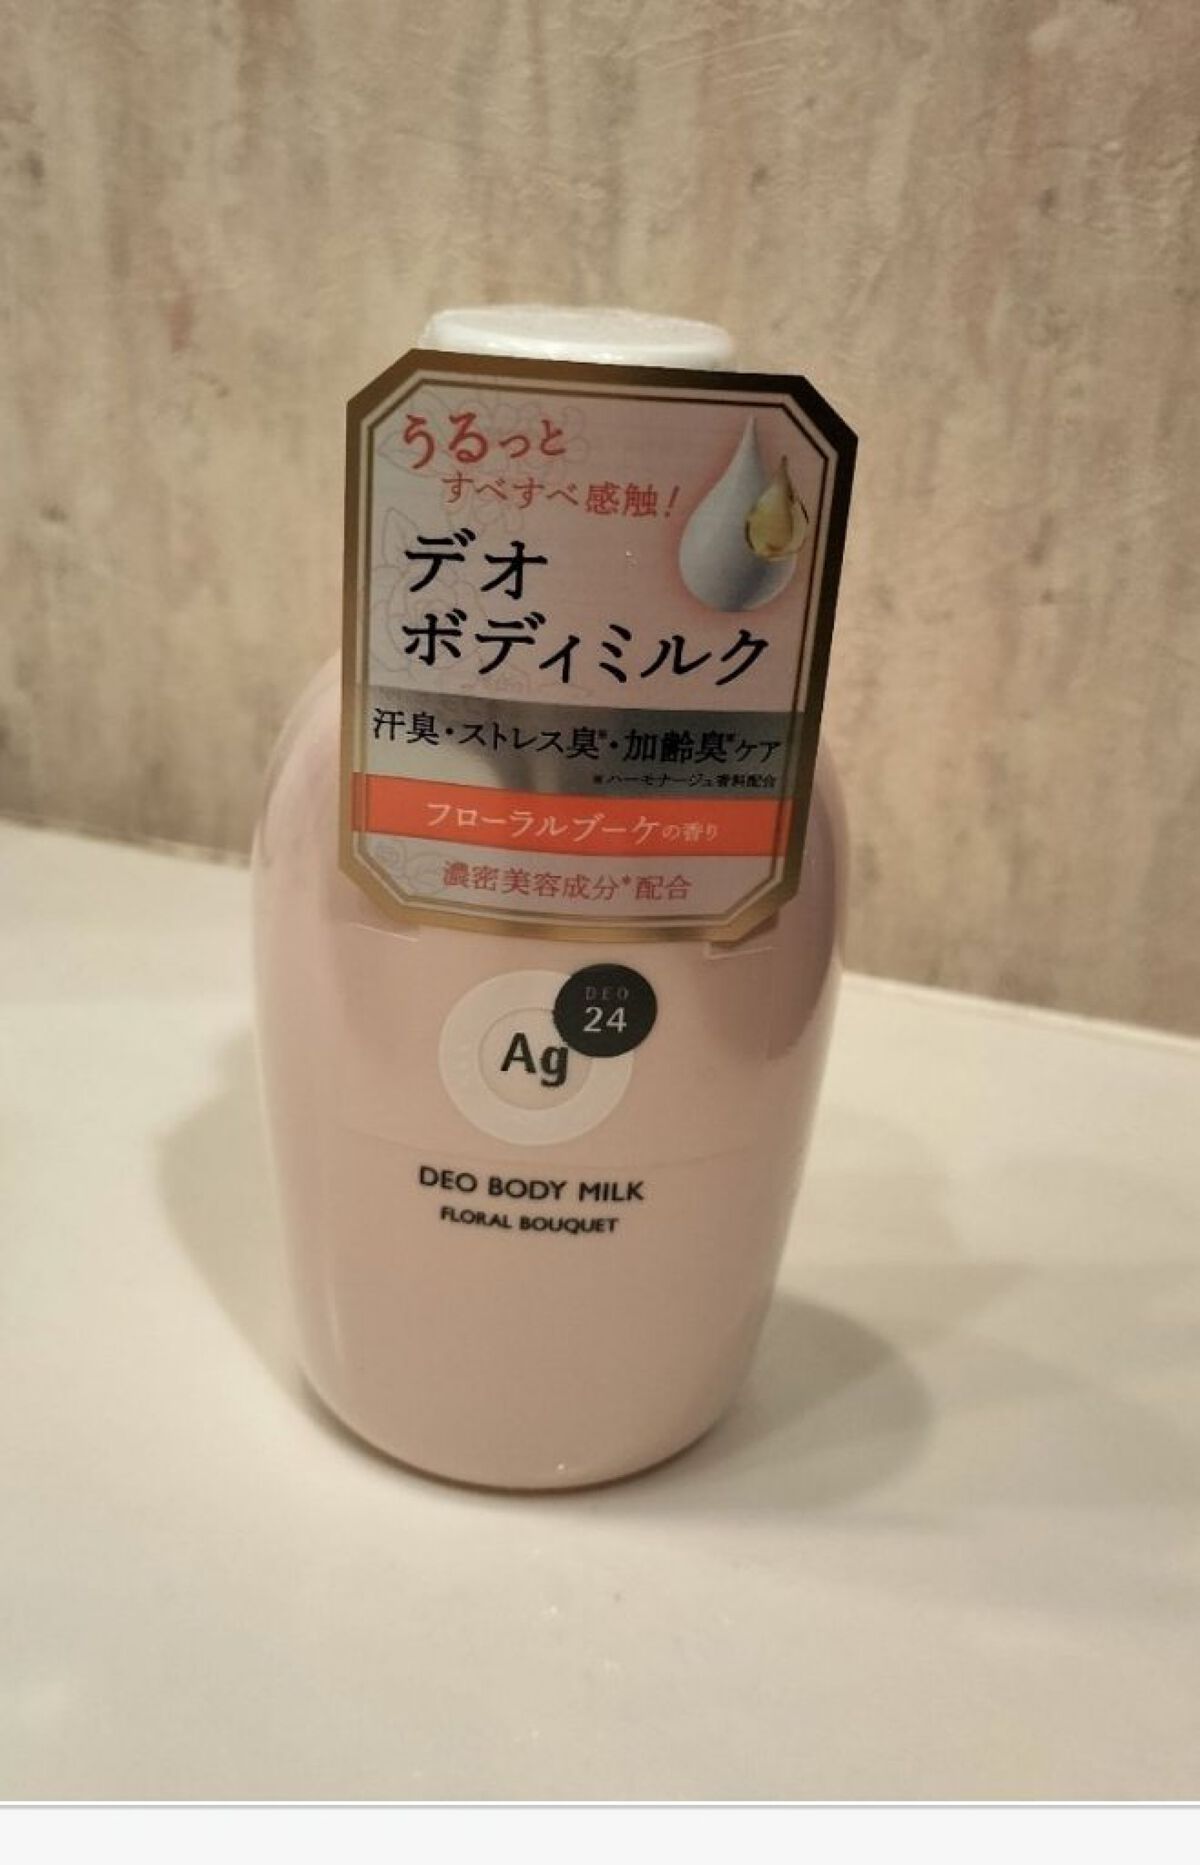 うるっと
すべすべ感触!
デオ
ボディミルク
汗臭・ストレス臭※・加齢臭※ケア
※ハーモナージュ香料配合
フローラルブーケの香り
濃密美容成分*配合
DEO
24
Ag
DEO BODY MILK
FLORAL BOUQUET